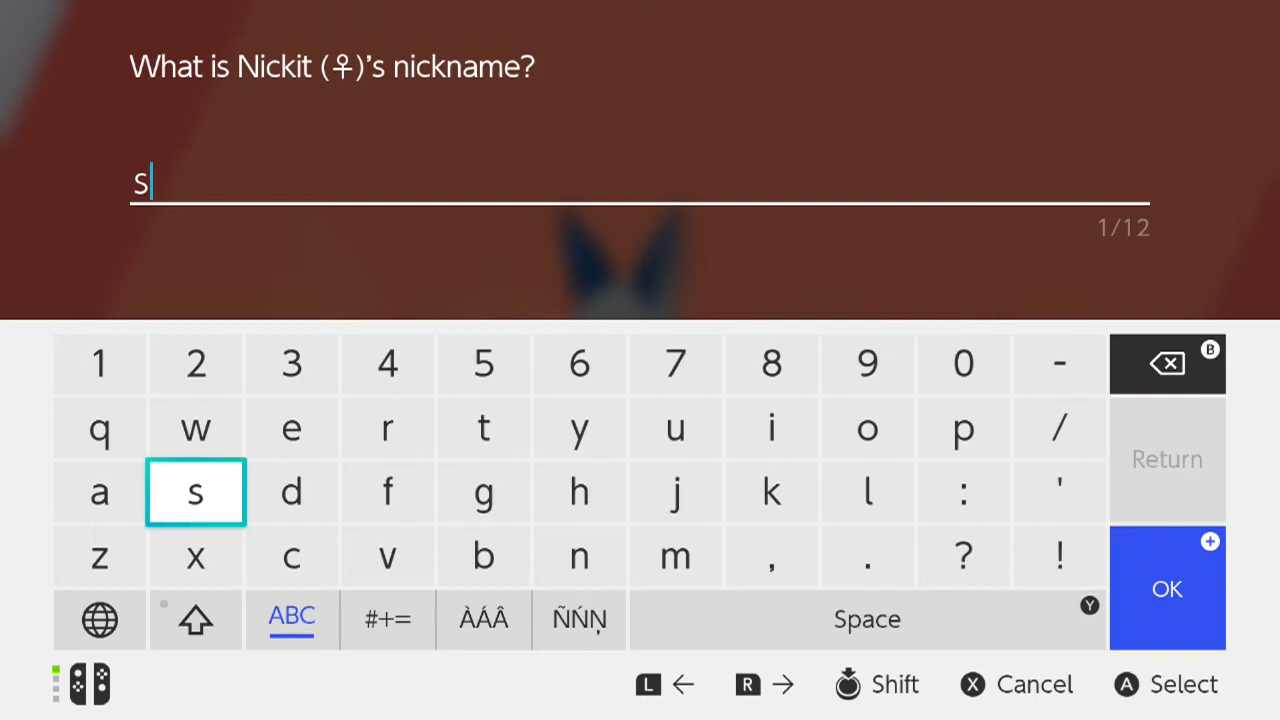 What is Nickit (♀)'s nickname?
S
1/12
1 2 3 4 5 6 7 8 9 0 -
B
q w e r t y u i o p /
Return
a s d f g h j k l : '
z x c v b n m , . ? !
+
OK
ABC #+= ÀÁÂ ÑŃŅ Space Y
L ← R → Shift X Cancel A Select